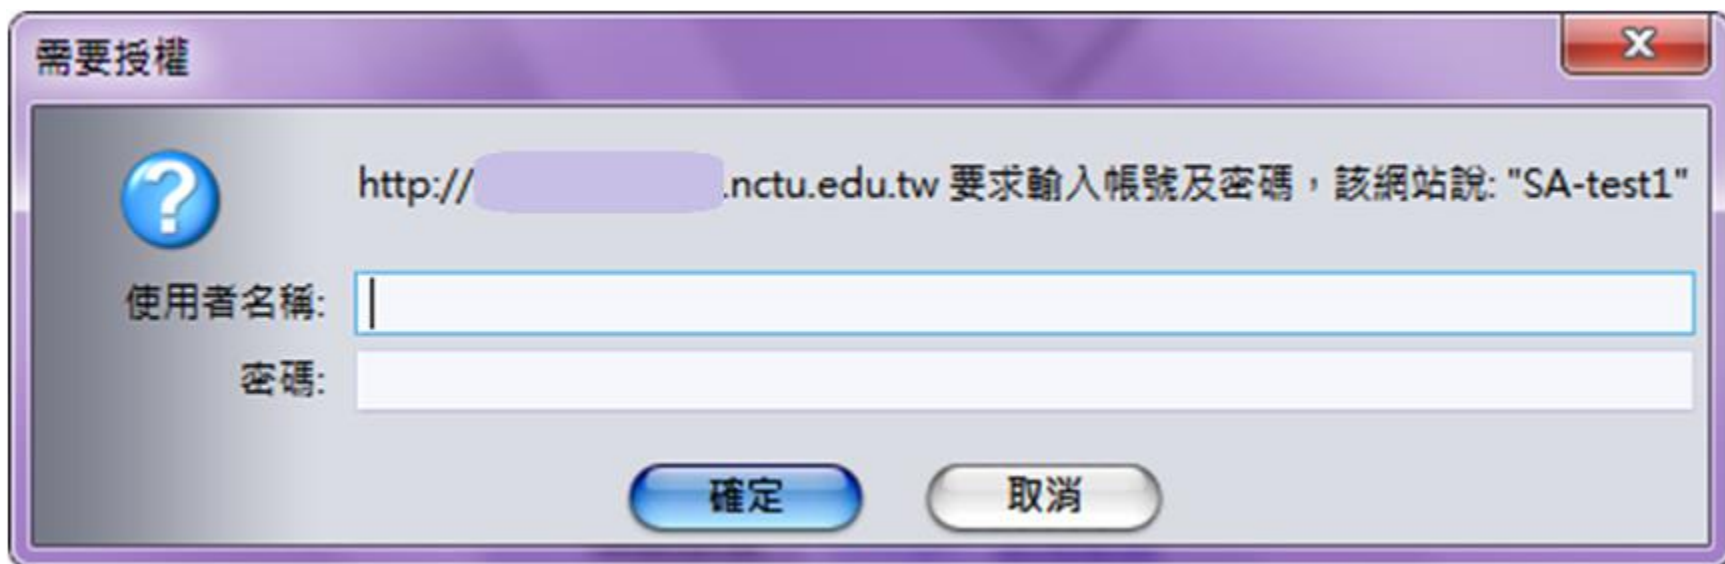 需要授權
http:// .nctu.edu.tw 要求輸入帳號及密碼，該網站說: "SA-test1"
使用者名稱:
密碼:
確定
取消